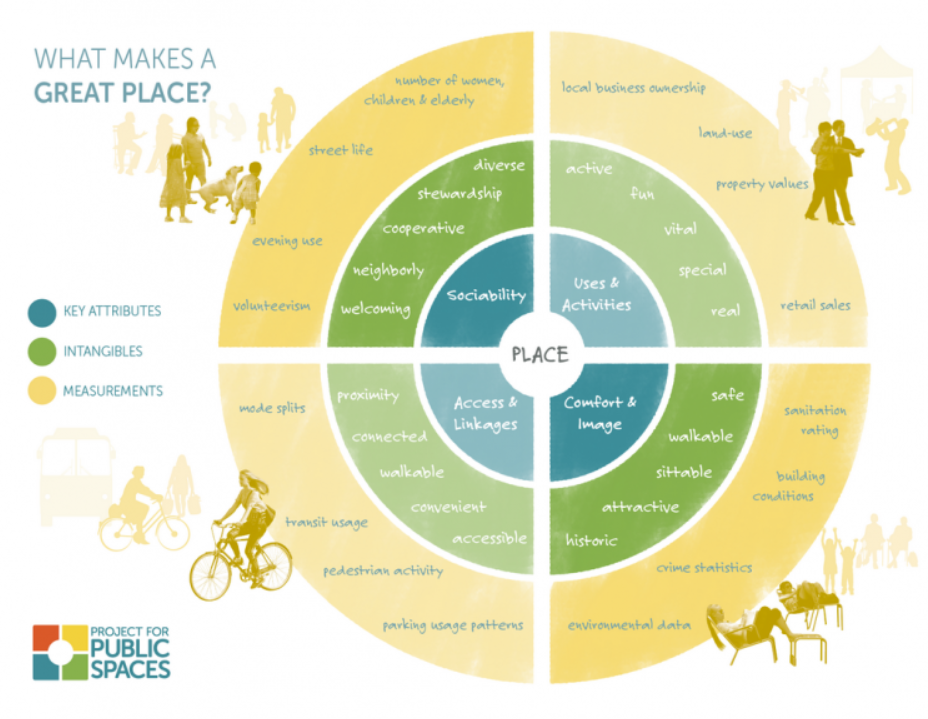 WHAT MAKES A
GREAT PLACE?
number of women,
children & elderly
street life
evening use
volunteerism
diverse
stewardship
cooperative
neighborly
welcoming
Sociability
local business ownership
land-use
property values
retail sales
active
fun
vital
special
real
Uses &
Activities
KEY ATTRIBUTES
INTANGIBLES
MEASUREMENTS
PLACE
Access &
Linkages
proximity
connected
walkable
convenient
accessible
mode splits
transit usage
pedestrian activity
parking usage patterns
Comfort &
Image
safe
walkable
sittable
attractive
historic
sanitation
rating
building
conditions
crime statistics
environmental data
PROJECT FOR
PUBLIC
SPACES